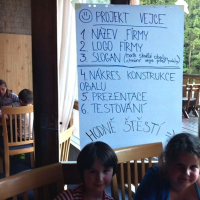 PROJEKT VEJCE
1 NÁZEV FIRMY
2. LOGO FIRMY
3. SLOGAN
4 NÁKRES KONSTRUKCE
OBALU
5 PREZENTACE
6. TESTOVÁNÍ
HODNĚ ŠTĚSTÍ